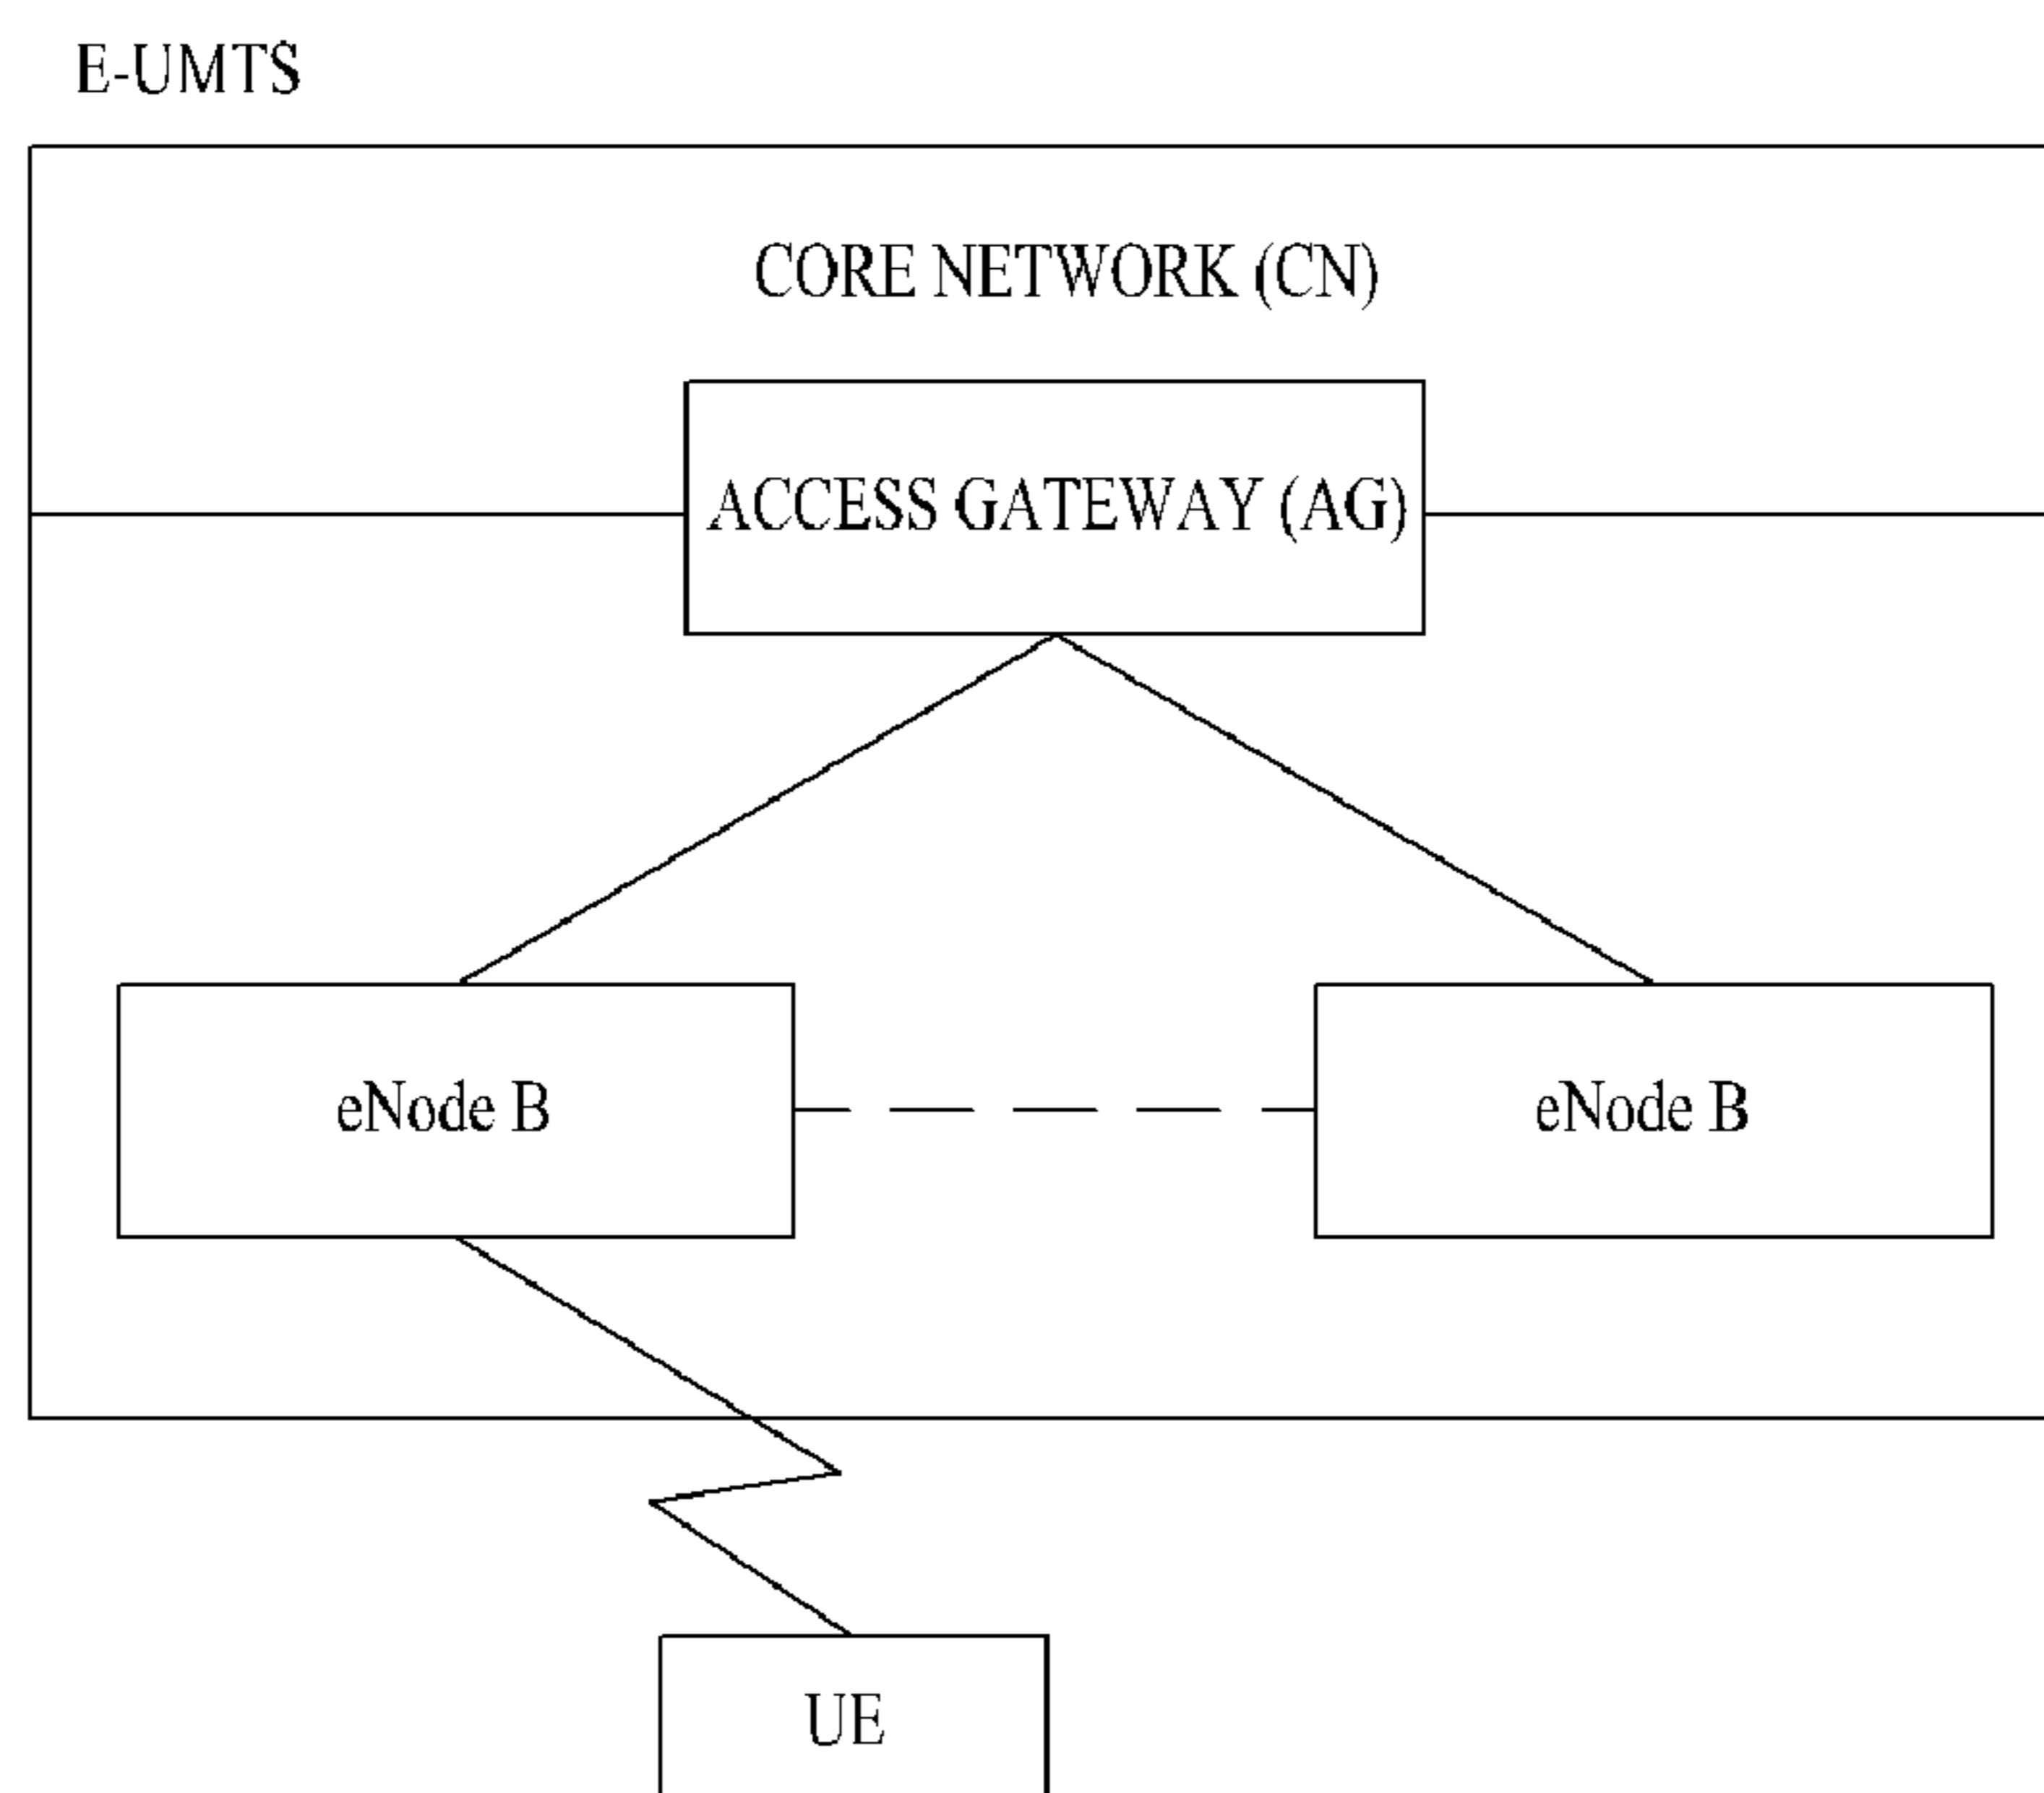 E-UMTS
CORE NETWORK (CN)
ACCESS GATEWAY (AG)
eNode B
eNode B
UE